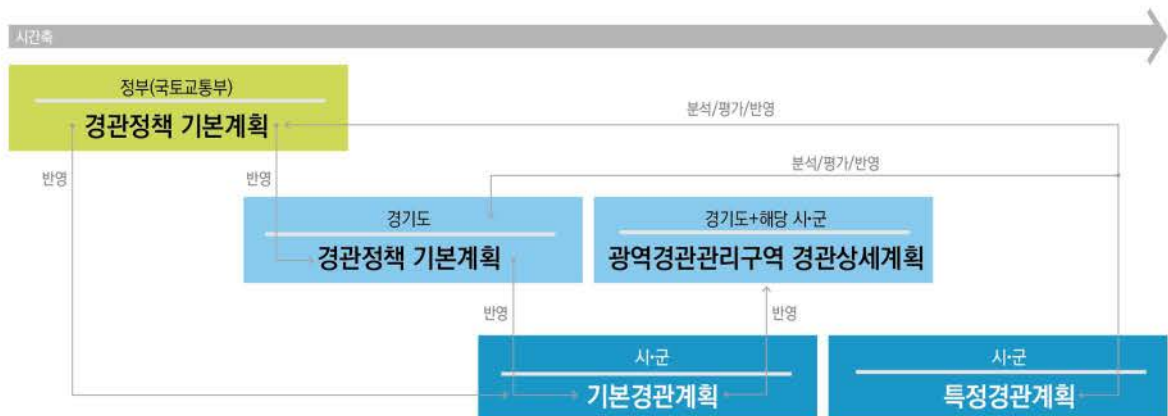 시간축
정부(국토교통부)
경관정책 기본계획
분석/평가/반영
분석/평가/반영
반영
반영
경기도
경관정책 기본계획
경기도+해당 시·군
광역경관관리구역 경관상세계획
반영
반영
시·군
기본경관계획
시·군
특정경관계획